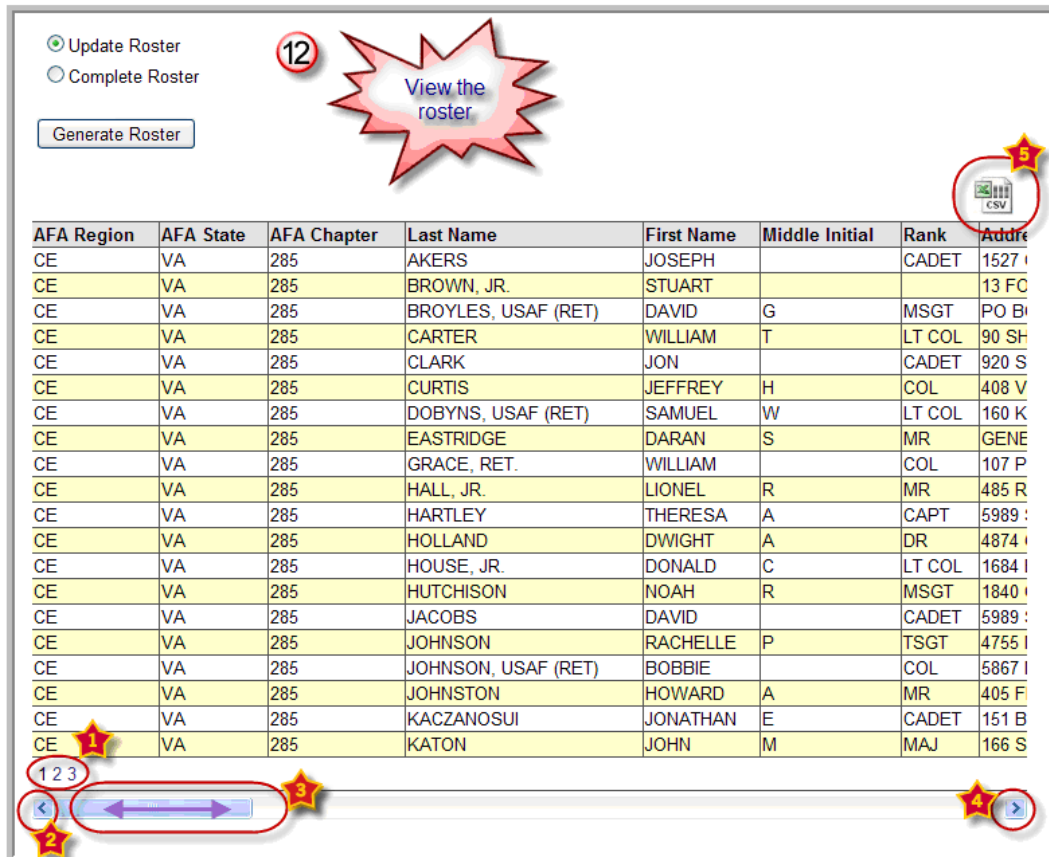 Update Roster
12
Complete Roster
View the
roster
Generate Roster
5
CSV
AFA Region AFA State AFA Chapter Last Name First Name Middle Initial Rank Addre
CE VA 285 AKERS JOSEPH CADET 1527
CE VA 285 BROWN, JR. STUART 13 FO
CE VA 285 BROYLES, USAF (RET) DAVID G MSGT PO B
CE VA 285 CARTER WILLIAM T LT COL 90 SH
CE VA 285 CLARK JON CADET 920 S
CE VA 285 CURTIS JEFFREY H COL 408 V
CE VA 285 DOBYNS, USAF (RET) SAMUEL W LT COL 160 K
CE VA 285 EASTRIDGE DARAN S MR GENE
CE VA 285 GRACE, RET. WILLIAM COL 107 P
CE VA 285 HALL, JR. LIONEL R MR 485 R
CE VA 285 HARTLEY THERESA A CAPT 5989
CE VA 285 HOLLAND DWIGHT A DR 4874
CE VA 285 HOUSE, JR. DONALD C LT COL 1684
CE VA 285 HUTCHISON NOAH R MSGT 1840
CE VA 285 JACOBS DAVID CADET 5989
CE VA 285 JOHNSON RACHELLE P TSGT 4755
CE VA 285 JOHNSON, USAF (RET) BOBBIE COL 5867
CE VA 285 JOHNSTON HOWARD A MR 405 F
CE VA 285 KACZANOSUI JONATHAN E CADET 151 B
CE VA 285 KATON JOHN M MAJ 166 S
1
1 2 3
3
4
2